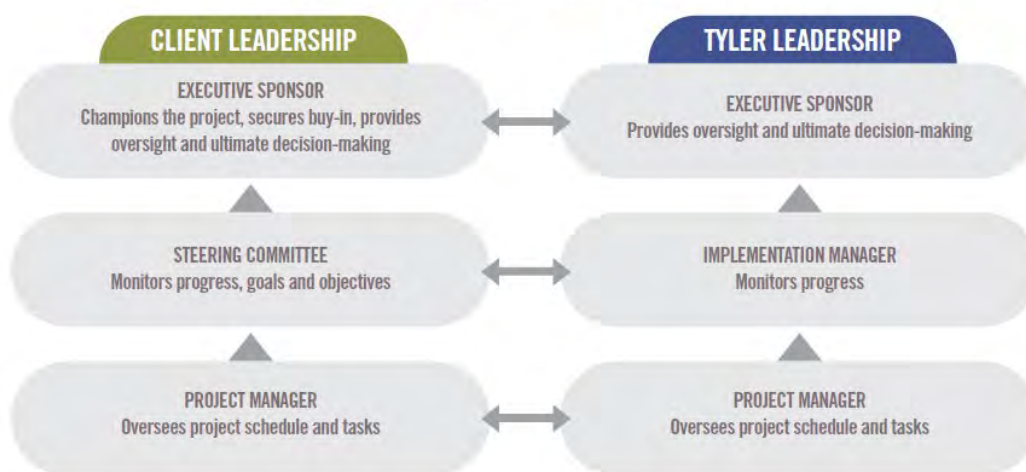 CLIENT LEADERSHIP
EXECUTIVE SPONSOR
Champions the project, secures buy-in, provides
oversight and ultimate decision-making
STEERING COMMITTEE
Monitors progress, goals and objectives
PROJECT MANAGER
Oversees project schedule and tasks
TYLER LEADERSHIP
EXECUTIVE SPONSOR
Provides oversight and ultimate decision-making
IMPLEMENTATION MANAGER
Monitors progress
PROJECT MANAGER
Oversees project schedule and tasks